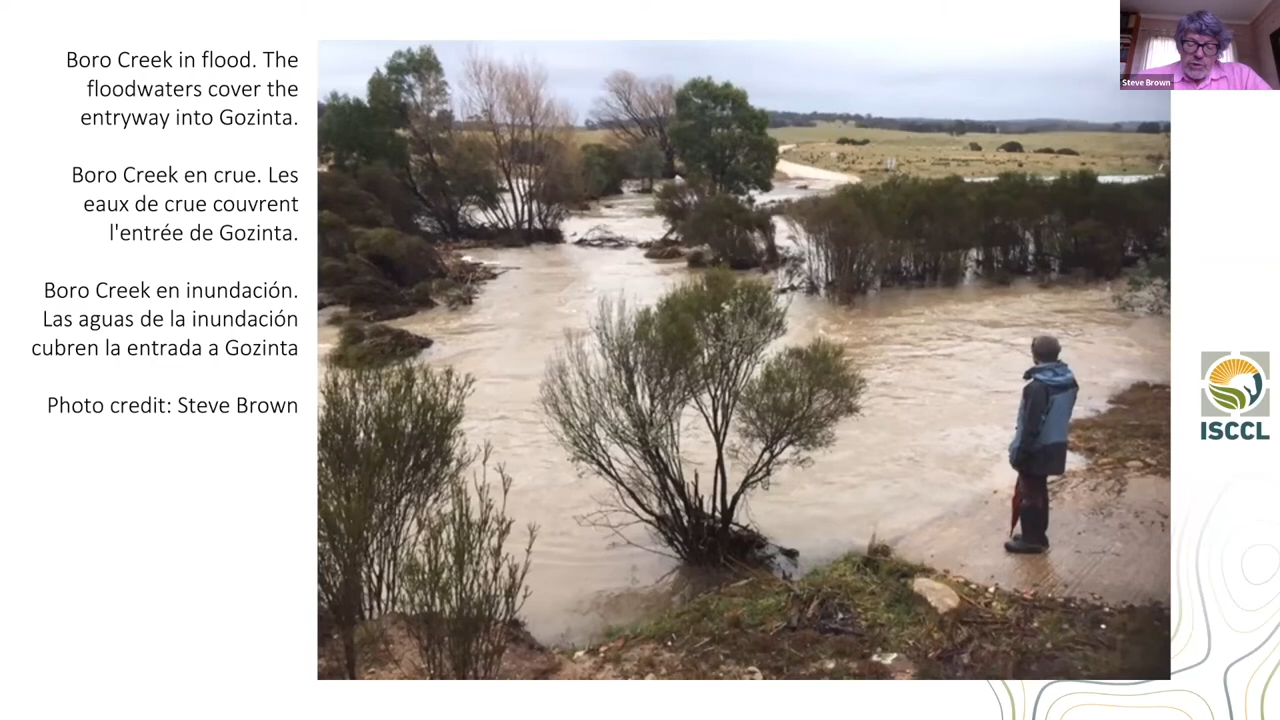 Boro Creek in flood. The
floodwaters cover the
entryway into Gozinta.
Boro Creek en crue. Les
eaux de crue couvrent
l'entrée de Gozinta.
Boro Creek en inundación.
Las aguas de la inundación
cubren la entrada a Gozinta
Photo credit: Steve Brown
Steve Brown
ISCCL